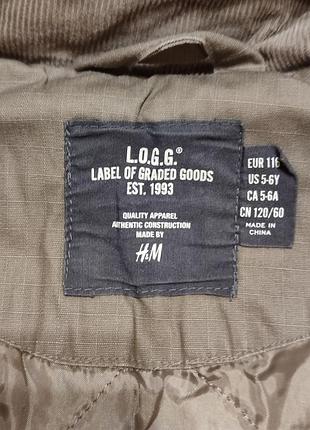 L.O.G.G.®
LABEL OF GRADED GOODS
EST. 1993
QUALITY APPAREL
AUTHENTIC CONSTRUCTION
MADE BY
H&M
EUR 116
US 5-6Y
CA 5-6A
CN 120/60
MADE IN
CHINA